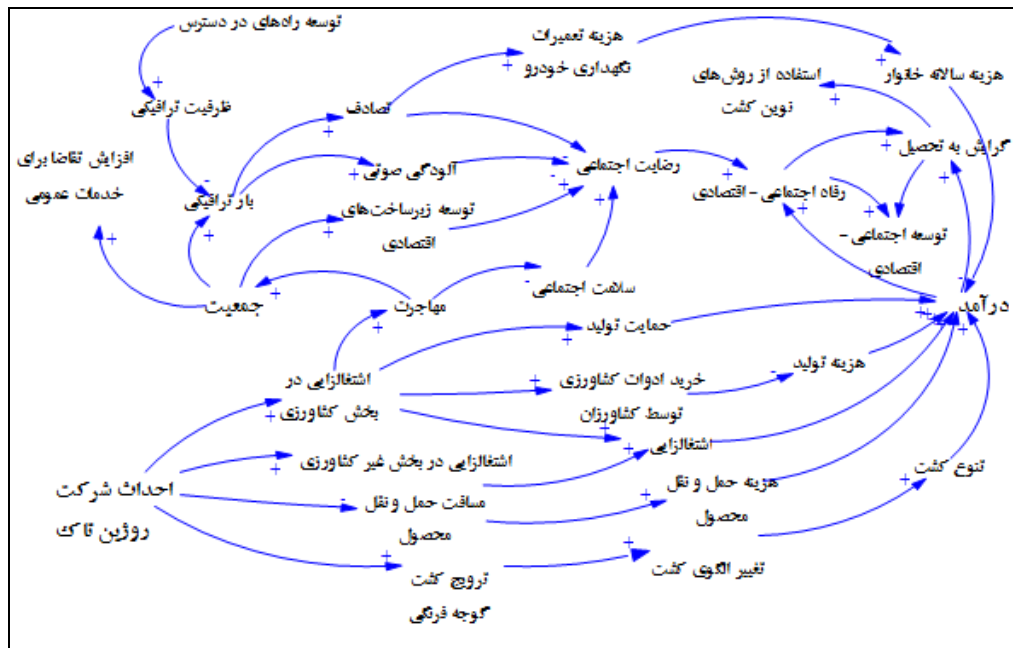 توسعه راه‌های در دسترس
هزینه تعمیرات
نگهداری خودرو
هزینه سالانه خانوار
استفاده از روش‌های
نوین کشت
ظرفیت ترافیکی
تصادف
گرایش به تحصیل
افزایش تقاضا برای
خدمات عمومی
آلودگی صوتی
رضایت اجتماعی
رفاه اجتماعی - اقتصادی
بار ترافیکی
توسعه زیرساخت‌های
اقتصادی
توسعه اجتماعی -
اقتصادی
جمعیت
مهاجرت
سلامت اجتماعی
درآمد
حمایت تولید
هزینه تولید
اشتغالزایی در
بخش کشاورزی
خرید ادوات کشاورزی
توسط کشاورزان
اشتغالزایی
اشتغالزایی در بخش غیر کشاورزی
تنوع کشت
احداث شرکت
روژین تاک
مسافت حمل و نقل
محصول
هزینه حمل و نقل
محصول
ترویج کشت
گوجه فرنگی
تغییر الگوی کشت